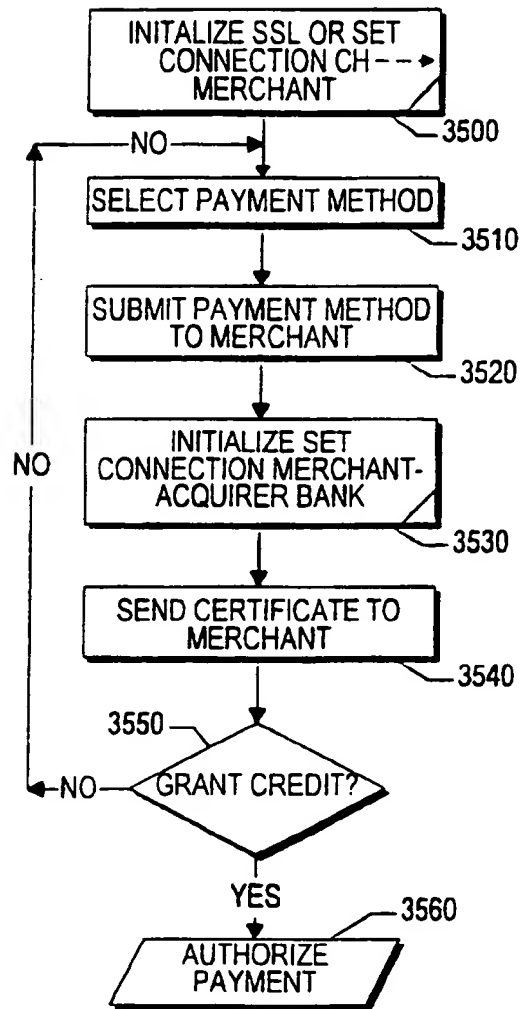 INITALIZE SSL OR SET
CONNECTION CH--->
MERCHANT
3500
NO
SELECT PAYMENT METHOD
3510
SUBMIT PAYMENT METHOD
TO MERCHANT
3520
NO
INITIALIZE SET
CONNECTION MERCHANT-
ACQUIRER BANK
3530
SEND CERTIFICATE TO
MERCHANT
3540
3550
GRANT CREDIT?
NO
YES
3560
AUTHORIZE
PAYMENT